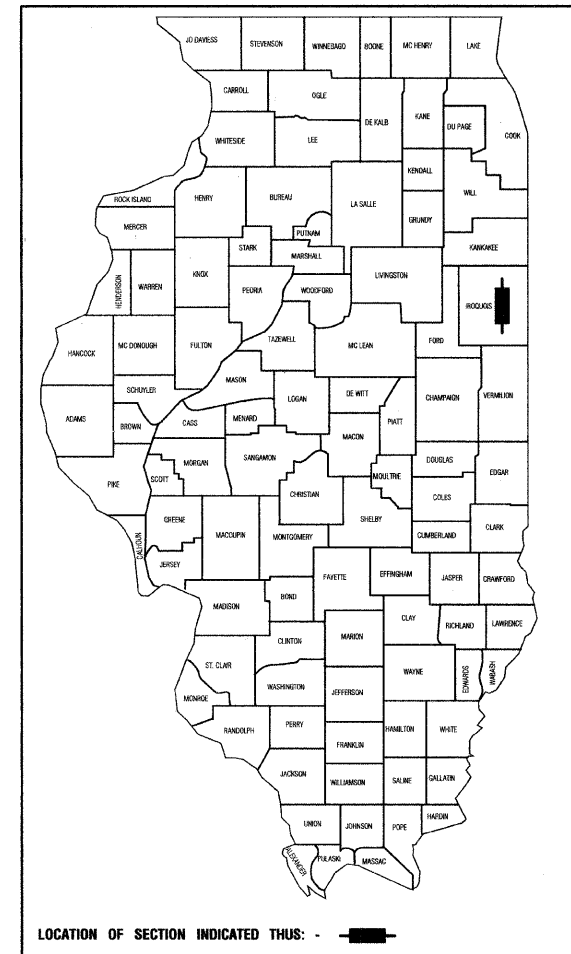 JO DAVIESS
STEVENSON
WINNEBAGO
BOONE
MC HENRY
LAKE
CARROLL
OGLE
DE KALB
KANE
DU PAGE
COOK
WHITESIDE
LEE
KENDALL
WILL
ROCK ISLAND
HENRY
BUREAU
LA SALLE
GRUNDY
MERCER
PUTNAM
KANKAKEE
STARK
MARSHALL
HENDERSON
WARREN
KNOX
PEORIA
WOODFORD
LIVINGSTON
IROQUOIS
HANCOCK
MC DONOUGH
FULTON
TAZEWELL
MC LEAN
FORD
MASON
SCHUYLER
LOGAN
DE WITT
CHAMPAIGN
VERMILION
ADAMS
BROWN
CASS
MENARD
MACON
PIATT
PIKE
SCOTT
MORGAN
SANGAMON
CHRISTIAN
MOULTRIE
DOUGLAS
EDGAR
COLES
GREENE
MACOUPIN
MONTGOMERY
SHELBY
CUMBERLAND
CLARK
CALHOUN
JERSEY
FAYETTE
EFFINGHAM
JASPER
CRAWFORD
MADISON
BOND
CLAY
RICHLAND
LAWRENCE
CLINTON
MARION
ST. CLAIR
WAYNE
EDWARDS
WABASH
WASHINGTON
JEFFERSON
MONROE
RANDOLPH
PERRY
HAMILTON
WHITE
FRANKLIN
JACKSON
WILLIAMSON
SALINE
GALLATIN
UNION
JOHNSON
POPE
HARDIN
ALEXANDER
PULASKI
MASSAC
LOCATION OF SECTION INDICATED THUS: -